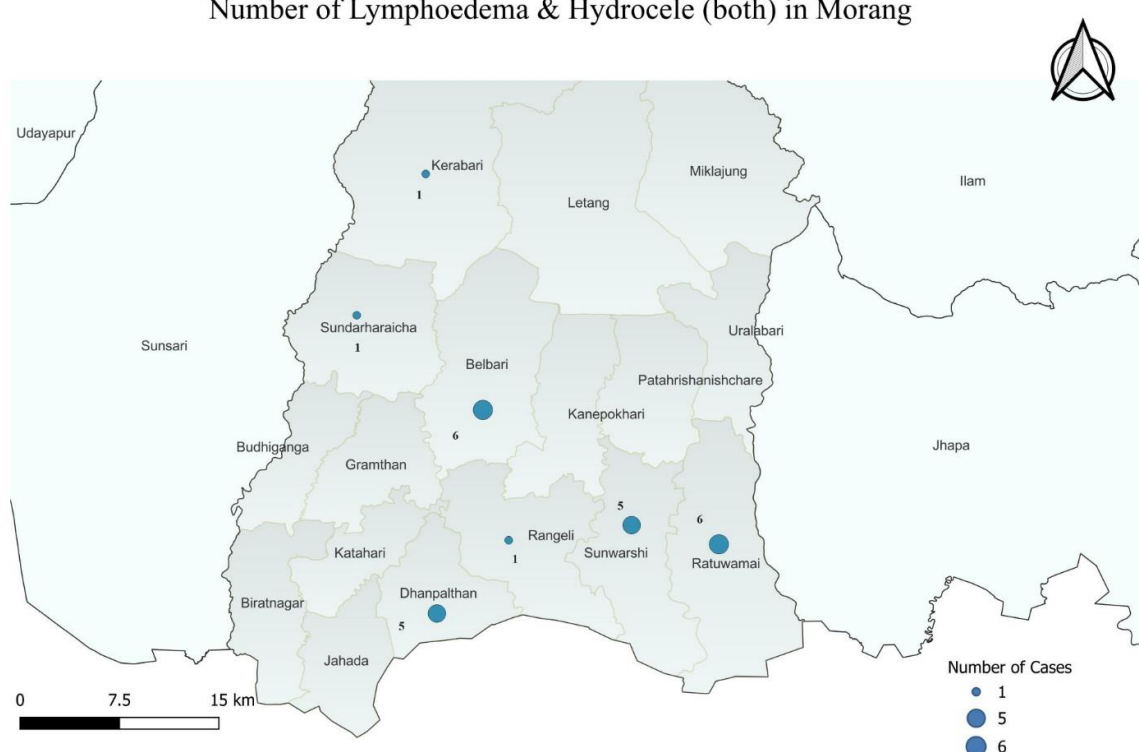 Number of Lymphoedema & Hydrocele (both) in Morang
Udayapur
Kerabari
1
Miklajung
Ilam
Letang
Sundarharaicha
1
Uralabari
Sunsari
Belbari
Patahrishanishchare
6
Kanepokhari
Budhiganga
Gramthan
Jhapa
5
6
Rangeli
1
Katahari
Sunwarshi
Ratuwamai
Dhanpalthan
5
Biratnagar
Jahada
0 7.5 15 km
Number of Cases
1
5
6